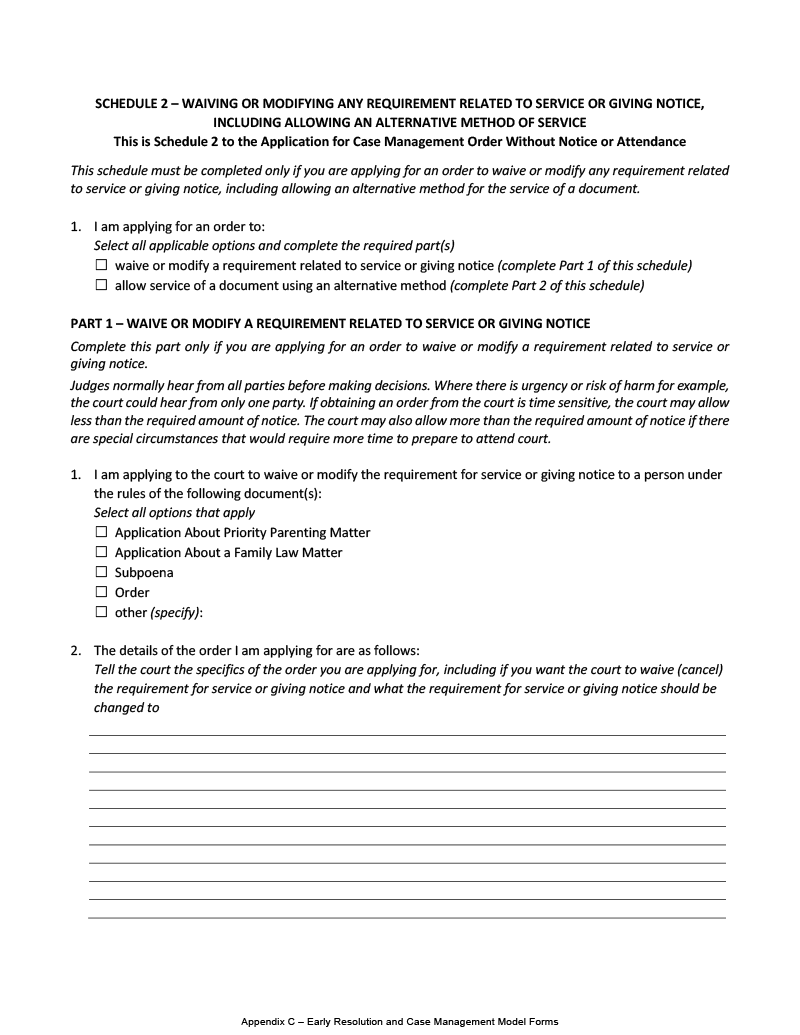 SCHEDULE 2 – WAIVING OR MODIFYING ANY REQUIREMENT RELATED TO SERVICE OR GIVING NOTICE,
INCLUDING ALLOWING AN ALTERNATIVE METHOD OF SERVICE
This is Schedule 2 to the Application for Case Management Order Without Notice or Attendance
This schedule must be completed only if you are applying for an order to waive or modify any requirement related
to service or giving notice, including allowing an alternative method for the service of a document.
1. I am applying for an order to:
Select all applicable options and complete the required part(s)
☐ waive or modify a requirement related to service or giving notice (complete Part 1 of this schedule)
☐ allow service of a document using an alternative method (complete Part 2 of this schedule)
PART 1 – WAIVE OR MODIFY A REQUIREMENT RELATED TO SERVICE OR GIVING NOTICE
Complete this part only if you are applying for an order to waive or modify a requirement related to service or
giving notice.
Judges normally hear from all parties before making decisions. Where there is urgency or risk of harm for example,
the court could hear from only one party. If obtaining an order from the court is time sensitive, the court may allow
less than the required amount of notice. The court may also allow more than the required amount of notice if there
are special circumstances that would require more time to prepare to attend court.
1. I am applying to the court to waive or modify the requirement for service or giving notice to a person under
the rules of the following document(s):
Select all options that apply
☐ Application About Priority Parenting Matter
☐ Application About a Family Law Matter
☐ Subpoena
☐ Order
☐ other (specify):
2. The details of the order I am applying for are as follows:
Tell the court the specifics of the order you are applying for, including if you want the court to waive (cancel)
the requirement for service or giving notice and what the requirement for service or giving notice should be
changed to
Appendix C – Early Resolution and Case Management Model Forms